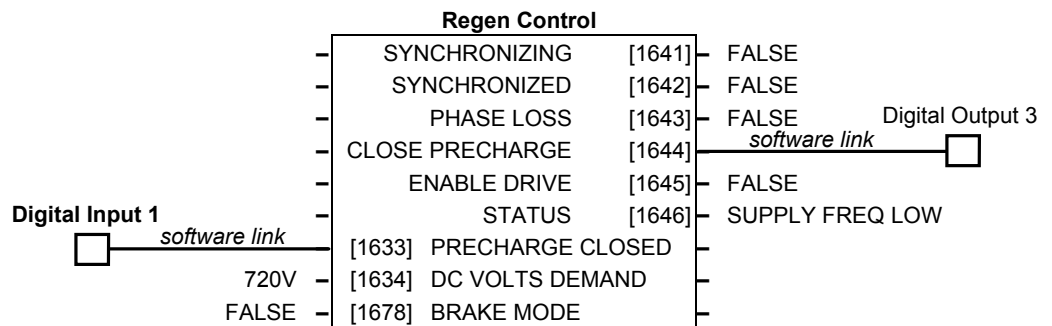 Regen Control
SYNCHRONIZING [1641] FALSE
SYNCHRONIZED [1642] FALSE
PHASE LOSS [1643] FALSE
Digital Output 3
CLOSE PRECHARGE [1644] software link
ENABLE DRIVE [1645] FALSE
Digital Input 1
STATUS [1646] SUPPLY FREQ LOW
software link [1633] PRECHARGE CLOSED
720V [1634] DC VOLTS DEMAND
FALSE [1678] BRAKE MODE